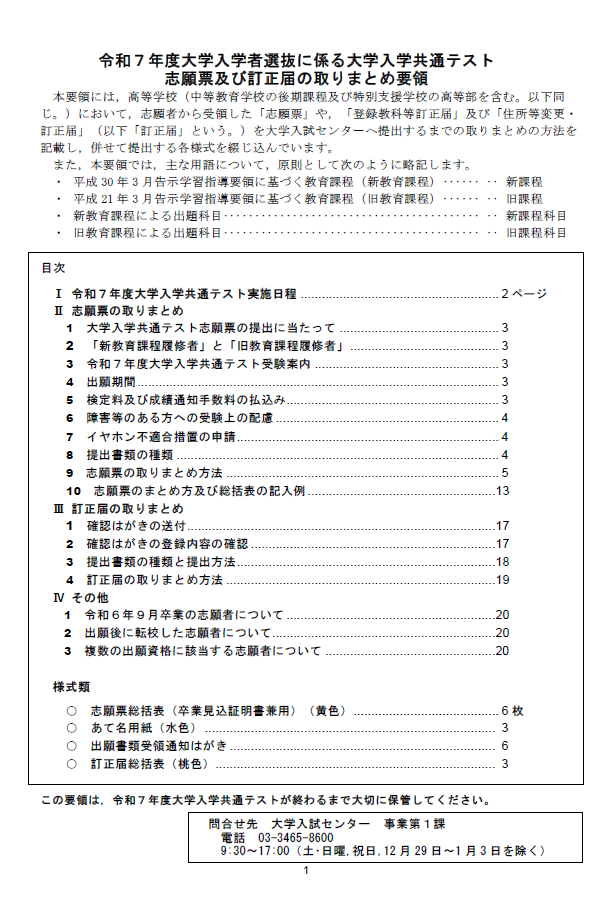 令和７年度大学入学者選抜に係る大学入学共通テスト
志願票及び訂正届の取りまとめ要領
本要領には，高等学校（中等教育学校の後期課程及び特別支援学校の高等部を含む。以下同
じ。）において，志願者から受領した「志願票」や，「登録教科等訂正届」及び「住所等変更・
訂正届」（以下「訂正届」という。）を大学入試センターへ提出するまでの取りまとめの方法を
記載し，併せて提出する各様式を綴じ込んでいます。
また，本要領では，主な用語について，原則として次のように略記します。
・ 平成 30 年３月告示学習指導要領に基づく教育課程（新教育課程）‥‥‥ ‥ 新課程
・ 平成 21 年３月告示学習指導要領に基づく教育課程（旧教育課程）‥‥‥ ‥ 旧課程
・ 新教育課程による出題科目‥‥‥‥‥‥‥‥‥‥‥‥‥‥‥‥‥‥‥‥ ‥ 新課程科目
・ 旧教育課程による出題科目‥‥‥‥‥‥‥‥‥‥‥‥‥‥‥‥‥‥‥‥ ‥ 旧課程科目
目次
Ⅰ 令和７年度大学入学共通テスト実施日程 ........................................ 2 ページ
Ⅱ 志願票の取りまとめ
1 大学入学共通テスト志願票の提出に当たって ........................................ 3
2 「新教育課程履修者」と「旧教育課程履修者」 ........................................ 3
3 令和７年度大学入学共通テスト受験案内 ........................................ 3
4 出願期間 ........................................ 3
5 検定料及び成績通知手数料の払込み ........................................ 3
6 障害等のある方への受験上の配慮 ........................................ 4
7 イヤホン不適合措置の申請 ........................................ 4
8 提出書類の種類 ........................................ 4
9 志願票の取りまとめ方法 ........................................ 5
10 志願票のまとめ方及び総括表の記入例 ........................................ 13
Ⅲ 訂正届の取りまとめ
1 確認はがきの送付 ........................................ 17
2 確認はがきの登録内容の確認 ........................................ 17
3 提出書類の種類と提出方法 ........................................ 18
4 訂正届の取りまとめ方法 ........................................ 19
Ⅳ その他
1 令和６年９月卒業の志願者について ........................................ 20
2 出願後に転校した志願者について ........................................ 20
3 複数の出願資格に該当する志願者について ........................................ 20
様式類
○ 志願票総括表（卒業見込証明書兼用）（黄色） ........................................ 6 枚
○ あて名用紙（水色） ........................................ 3
○ 出願書類受領通知はがき ........................................ 6
○ 訂正届総括表（桃色） ........................................ 3
この要領は，令和７年度大学入学共通テストが終わるまで大切に保管してください。
問合せ先 大学入試センター 事業第１課
電話 03-3465-8600
9:30～17:00（土・日曜，祝日，12 月 29 日～1 月 3 日を除く）
1